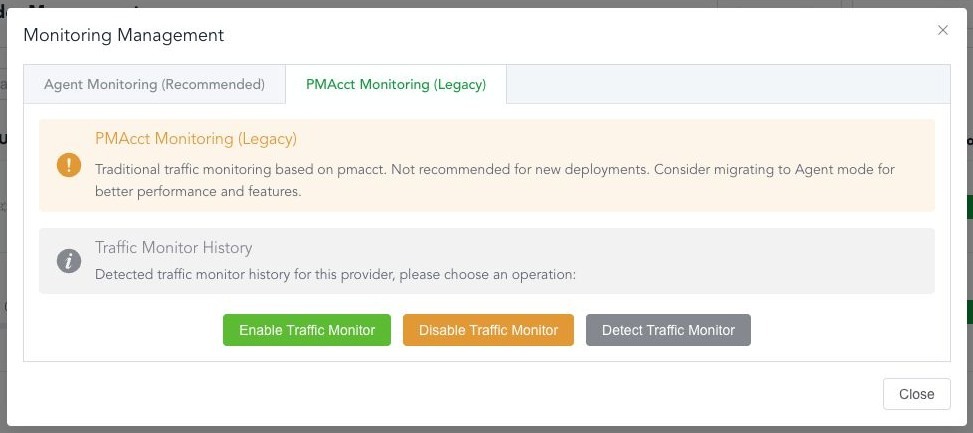 Monitoring Management
Agent Monitoring (Recommended)
PMAcct Monitoring (Legacy)
PMAcct Monitoring (Legacy)
Traditional traffic monitoring based on pmacct. Not recommended for new deployments. Consider migrating to Agent mode for
better performance and features.
Traffic Monitor History
Detected traffic monitor history for this provider, please choose an operation:
Enable Traffic Monitor
Disable Traffic Monitor
Detect Traffic Monitor
Close